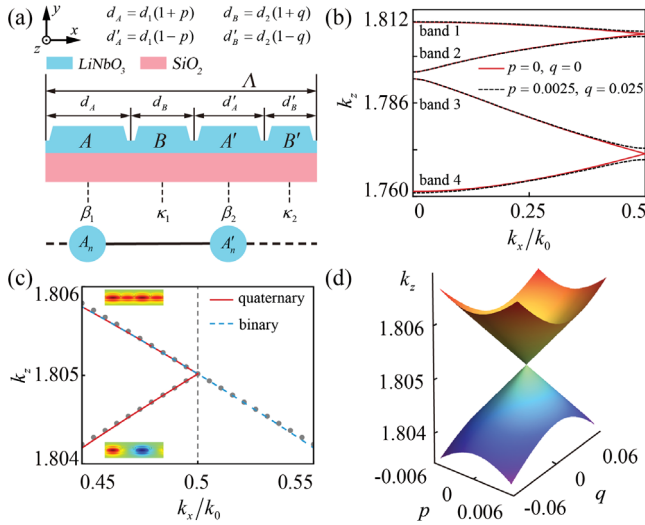 (a)
y
x
z
d_A = d_1(1+p) d_B = d_2(1+q)
d′_A = d_1(1−p) d′_B = d_2(1−q)
LiNbO_3 SiO_2
Λ
d_A d_B d′_A d′_B
A B A′ B′
β_1 κ_1 β_2 κ_2
A_n A′_n
(b)
1.812
1.786
1.760
k_z
band 1
band 2
band 3
band 4
p = 0, q = 0
p = 0.0025, q = 0.025
0 0.25 0.5
k_x/k_0
(c)
1.806
1.805
1.804
k_z
quaternary
binary
0.45 0.5 0.55
k_x/k_0
(d)
k_z
1.806
1.805
1.804
-0.006
0
0.006
p
-0.06
0
0.06
q